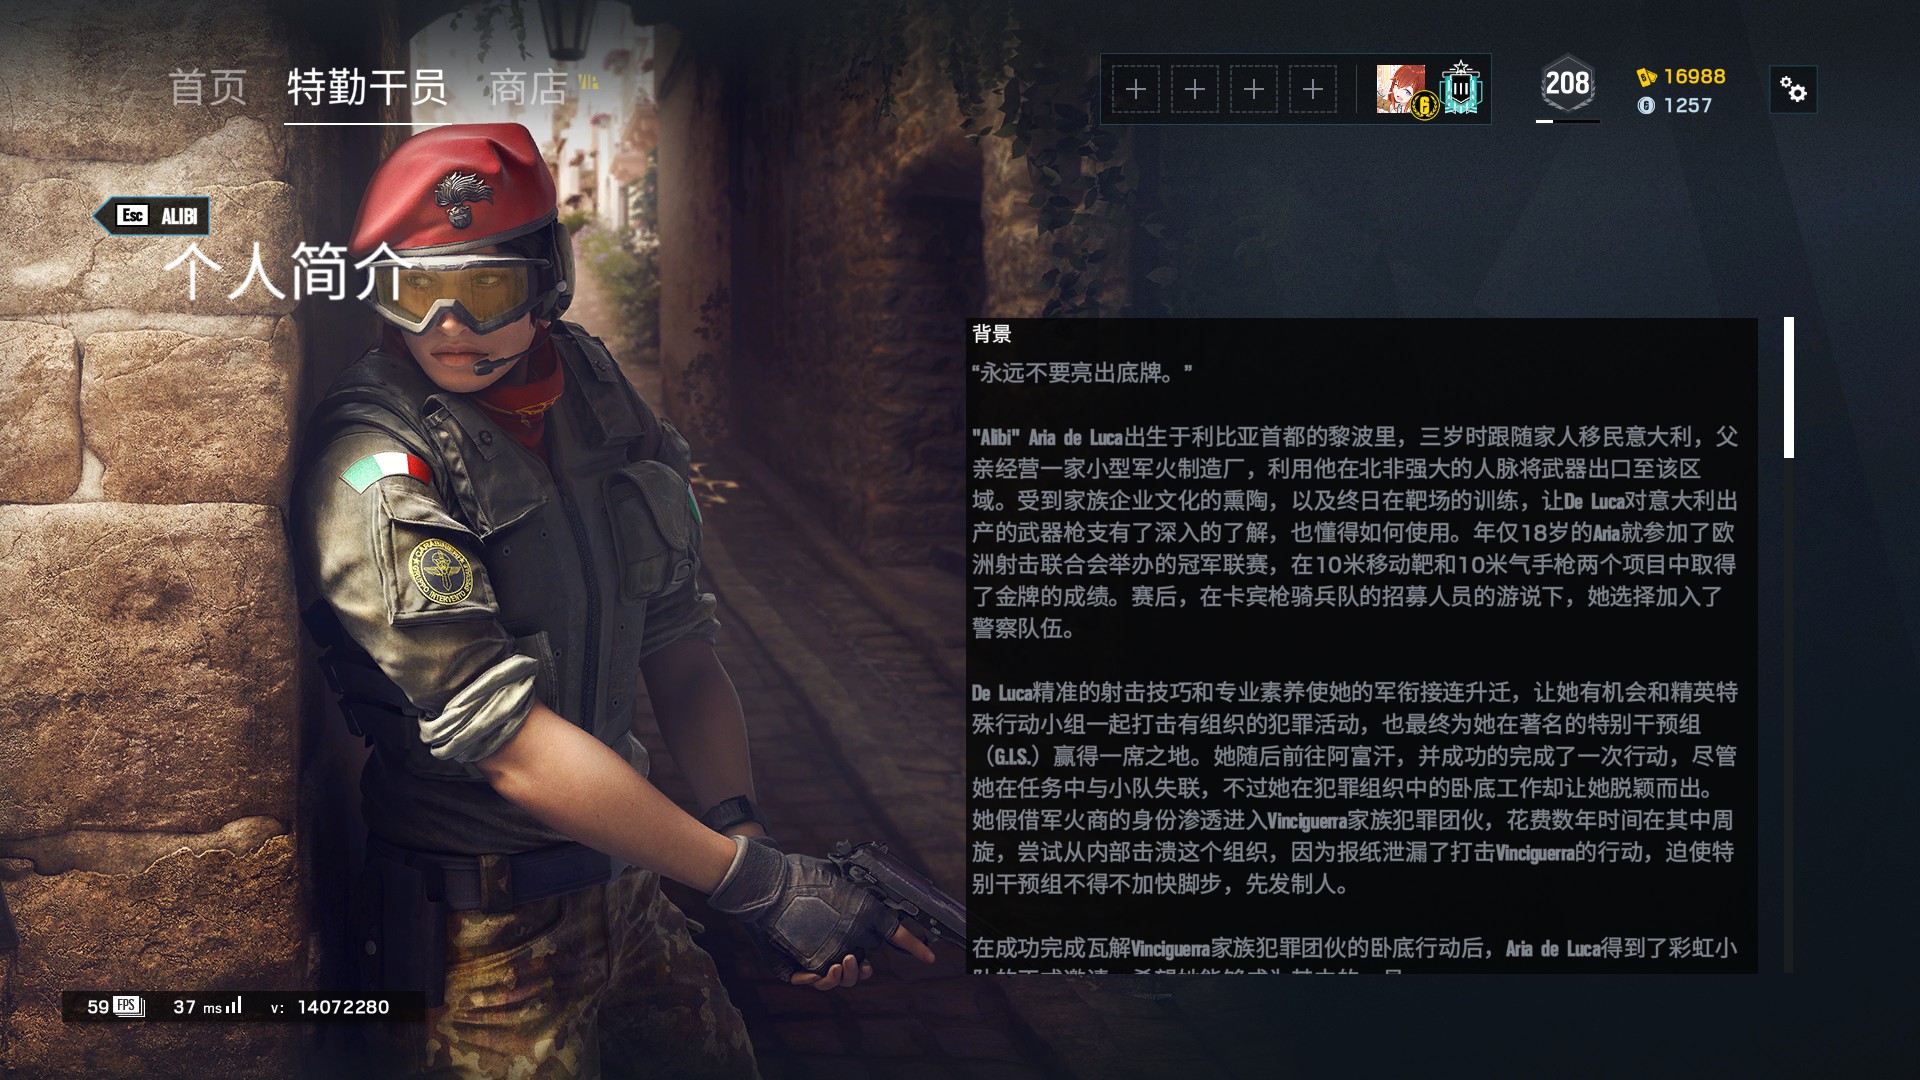 首页 特勤干员 商店
208
16988
1257
III
Esc ALIBI
个人简介
背景
“永远不要亮出底牌。”
"Alibi" Aria de Luca出生于利比亚首都的黎波里，三岁时跟随家人移民意大利，父
亲经营一家小型军火制造厂，利用他在北非强大的人脉将武器出口至该区
域。受到家族企业文化的熏陶，以及终日在靶场的训练，让De Luca对意大利出
产的武器枪支有了深入的了解，也懂得如何使用。年仅18岁的Aria就参加了欧
洲射击联合会举办的冠军联赛，在10米移动靶和10米气手枪两个项目中取得
了金牌的成绩。赛后，在卡宾枪骑兵队的招募人员的游说下，她选择加入了
警察队伍。
De Luca精准的射击技巧和专业素养使她的军衔接连升迁，让她有机会和精英特
殊行动小组一起打击有组织的犯罪活动，也最终为她在著名的特别干预组
（G.I.S.）赢得一席之地。她随后前往阿富汗，并成功的完成了一次行动，尽管
她在任务中与小队失联，不过她在犯罪组织中的卧底工作却让她脱颖而出。
她假借军火商的身份渗透进入Vinciguerra家族犯罪团伙，花费数年时间在其中周
旋，尝试从内部击溃这个组织，因为报纸泄漏了打击Vinciguerra的行动，迫使特
别干预组不得不加快脚步，先发制人。
在成功完成瓦解Vinciguerra家族犯罪团伙的卧底行动后，Aria de Luca得到了彩虹小
59 FPS 37 ms v: 14072280